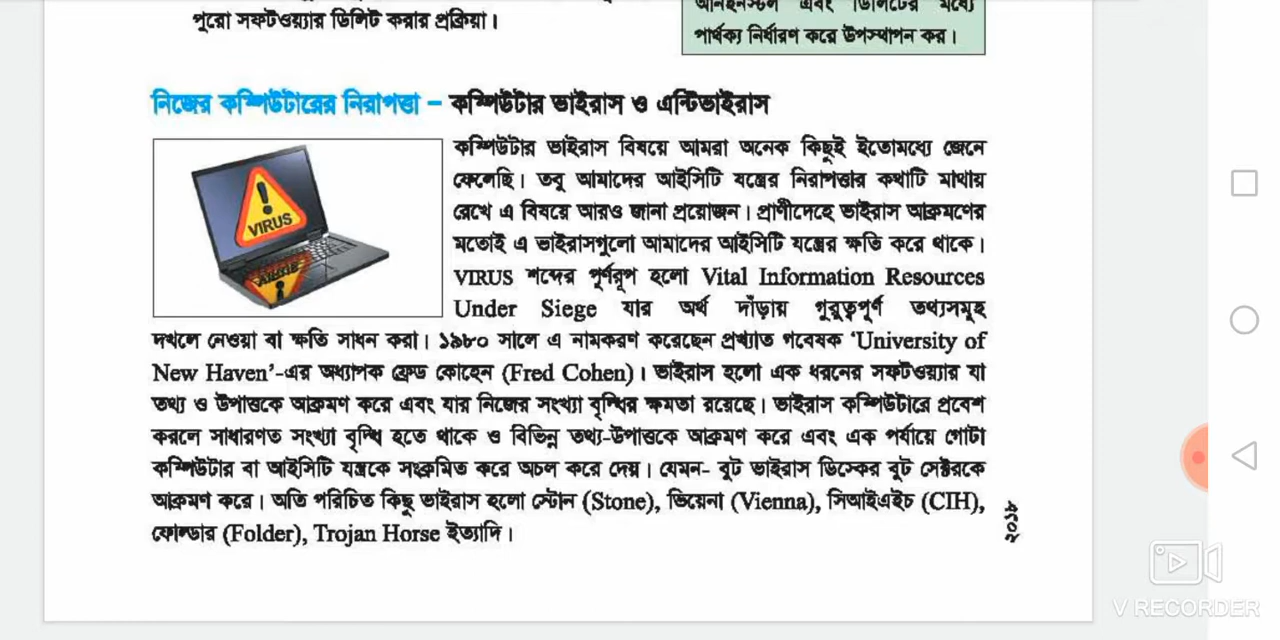 পুরো সফটওয়্যার ডিলিট করার প্রক্রিয়া।
আনইনস্টল এবং ডিলিটের মধ্যে
পার্থক্য নির্ধারণ করে উপস্থাপন কর।
নিজের কম্পিউটারের নিরাপত্তা – কম্পিউটার ভাইরাস ও এন্টিভাইরাস
VIRUS
কম্পিউটার ভাইরাস বিষয়ে আমরা অনেক কিছুই ইতোমধ্যে জেনে
ফেলেছি। তবু আমাদের আইসিটি যন্ত্রের নিরাপত্তার কথাটি মাথায়
রেখে এ বিষয়ে আরও জানা প্রয়োজন। প্রাণীদেহে ভাইরাস আক্রমণের
মতোই এ ভাইরাসগুলো আমাদের আইসিটি যন্ত্রের ক্ষতি করে থাকে।
VIRUS শব্দের পূর্ণরূপ হলো Vital Information Resources
Under Siege যার অর্থ দাঁড়ায় গুরুত্বপূর্ণ তথ্যসমূহ
দখলে নেওয়া বা ক্ষতি সাধন করা। ১৯৮০ সালে এ নামকরণ করেছেন প্রখ্যাত গবেষক ‘University of
New Haven’-এর অধ্যাপক ফ্রেড কোহেন (Fred Cohen)। ভাইরাস হলো এক ধরনের সফটওয়্যার যা
তথ্য ও উপাত্তকে আক্রমণ করে এবং যার নিজের সংখ্যা বৃদ্ধির ক্ষমতা রয়েছে। ভাইরাস কম্পিউটারে প্রবেশ
করলে সাধারণত সংখ্যা বৃদ্ধি হতে থাকে ও বিভিন্ন তথ্য-উপাত্তকে আক্রমণ করে এবং এক পর্যায়ে গোটা
কম্পিউটার বা আইসিটি যন্ত্রকে সংক্রমিত করে অচল করে দেয়। যেমন- বুট ভাইরাস ডিস্কের বুট সেক্টরকে
আক্রমণ করে। অতি পরিচিত কিছু ভাইরাস হলো স্টোন (Stone), ভিয়েনা (Vienna), সিআইএইচ (CIH),
ফোল্ডার (Folder), Trojan Horse ইত্যাদি।
২০১৮
V RECORDER